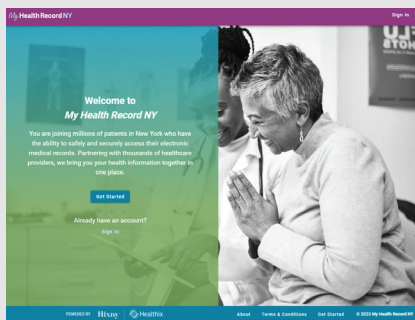 My Health Record NY
Sign In
FLU
SHOTS
Welcome to
My Health Record NY
You are joining millions of patients in New York who have
the ability to safely and securely access their electronic
medical records. Partnering with thousands of healthcare
providers, we bring you your health information together in
one place.
Get Started
Already have an account?
Sign in
POWERED BY Hixny Healthix
About Terms & Conditions Get Started © 2023 My Health Record NY